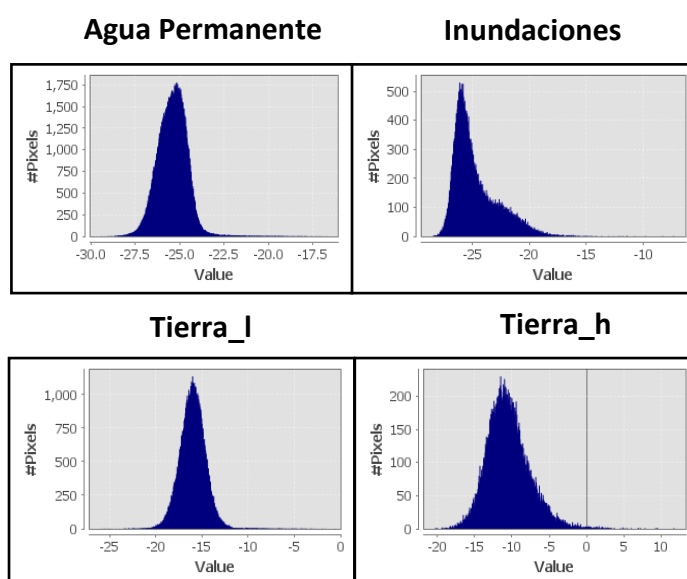 Agua Permanente
Inundaciones
1,750
1,500
1,250
1,000
750
500
250
0
#Pixels
-30.0 -27.5 -25.0 -22.5 -20.0 -17.5
Value
500
400
300
200
100
0
#Pixels
-25 -20 -15 -10
Value
Tierra_l
Tierra_h
1,000
750
500
250
0
#Pixels
-25 -20 -15 -10 -5 0
Value
200
150
100
50
0
#Pixels
-20 -15 -10 -5 0 5 10
Value